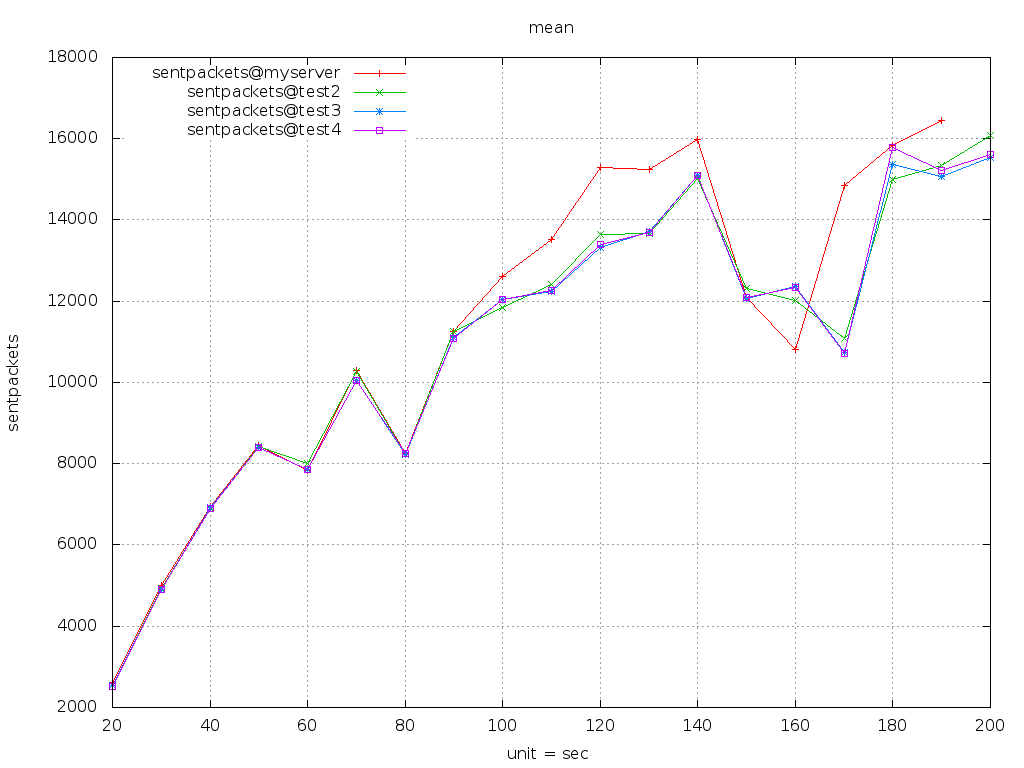 mean
18000
16000
14000
12000
10000
8000
6000
4000
2000
sentpackets
sentpackets@myserver
sentpackets@test2
sentpackets@test3
sentpackets@test4
20 40 60 80 100 120 140 160 180 200
unit = sec